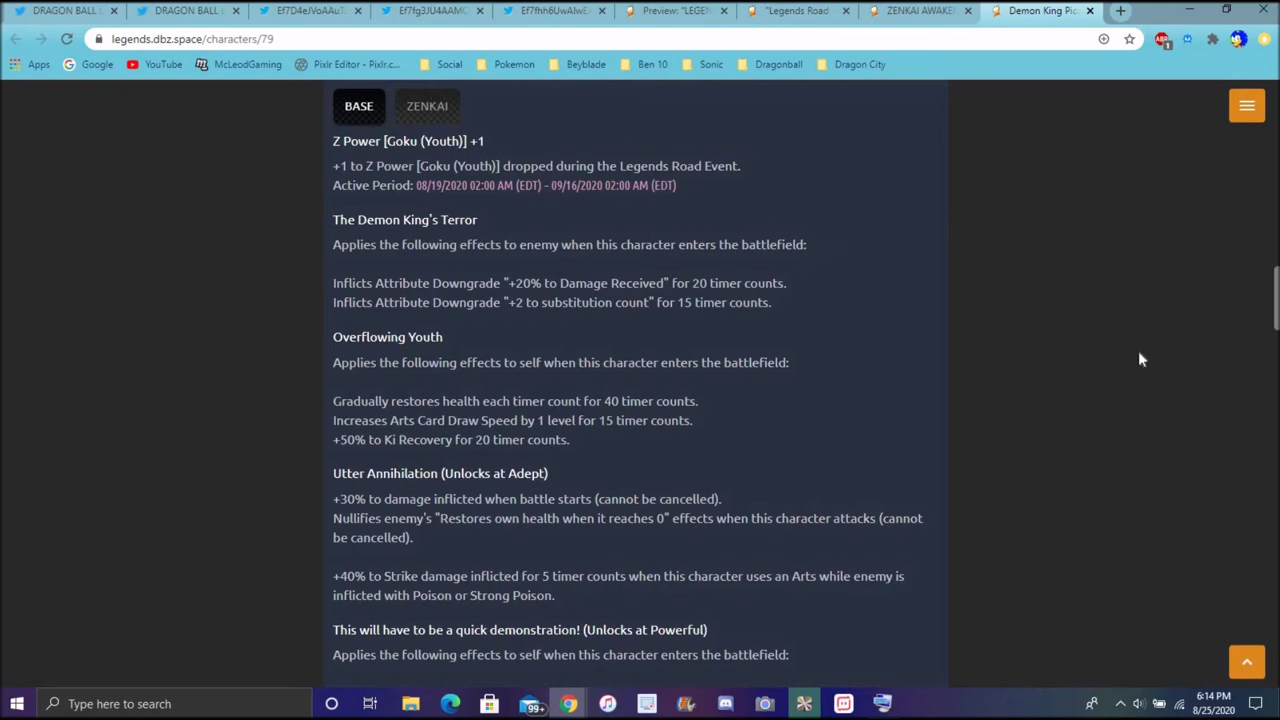 DRAGON BALL L
DRAGON BALL L
Ef7D4eJVoAAuTa
Ef7fg3JU4AAMC
Ef7fhh6UwAIwEx
Preview: "LEGEN
"Legends Road
ZENKAI AWAKE
Demon King Pic
legends.dbz.space/characters/79
ABP
1
Apps
Google
YouTube
McLeodGaming
Pixlr Editor - Pixlr.c...
Social
Pokemon
Beyblade
Ben 10
Sonic
Dragonball
Dragon City
BASE
ZENKAI
Z Power [Goku (Youth)] +1
+1 to Z Power [Goku (Youth)] dropped during the Legends Road Event.
Active Period: 08/19/2020 02:00 AM (EDT) - 09/16/2020 02:00 AM (EDT)
The Demon King's Terror
Applies the following effects to enemy when this character enters the battlefield:
Inflicts Attribute Downgrade "+20% to Damage Received" for 20 timer counts.
Inflicts Attribute Downgrade "+2 to substitution count" for 15 timer counts.
Overflowing Youth
Applies the following effects to self when this character enters the battlefield:
Gradually restores health each timer count for 40 timer counts.
Increases Arts Card Draw Speed by 1 level for 15 timer counts.
+50% to Ki Recovery for 20 timer counts.
Utter Annihilation (Unlocks at Adept)
+30% to damage inflicted when battle starts (cannot be cancelled).
Nullifies enemy's "Restores own health when it reaches 0" effects when this character attacks (cannot
be cancelled).
+40% to Strike damage inflicted for 5 timer counts when this character uses an Arts while enemy is
inflicted with Poison or Strong Poison.
This will have to be a quick demonstration! (Unlocks at Powerful)
Applies the following effects to self when this character enters the battlefield:
Type here to search
99+
6:14 PM
8/25/2020